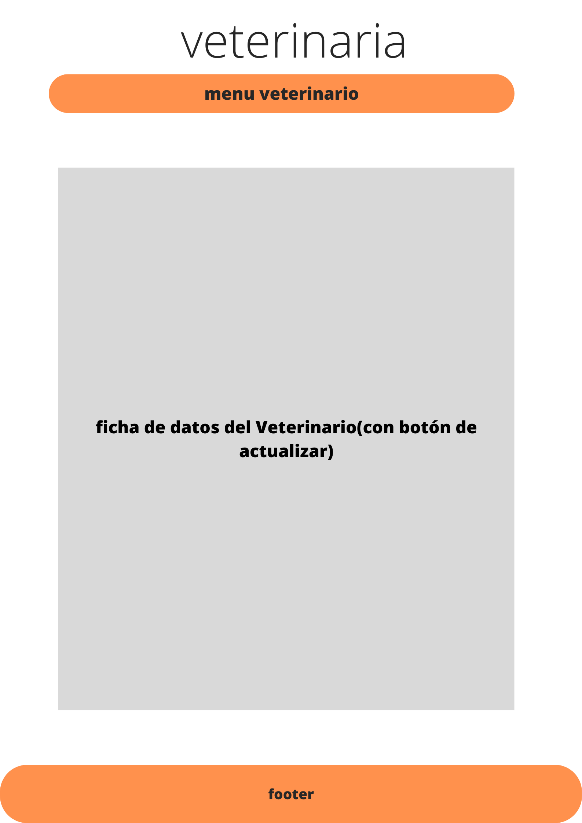 veterinaria
menu veterinario
ficha de datos del Veterinario(con botón de
actualizar)
footer